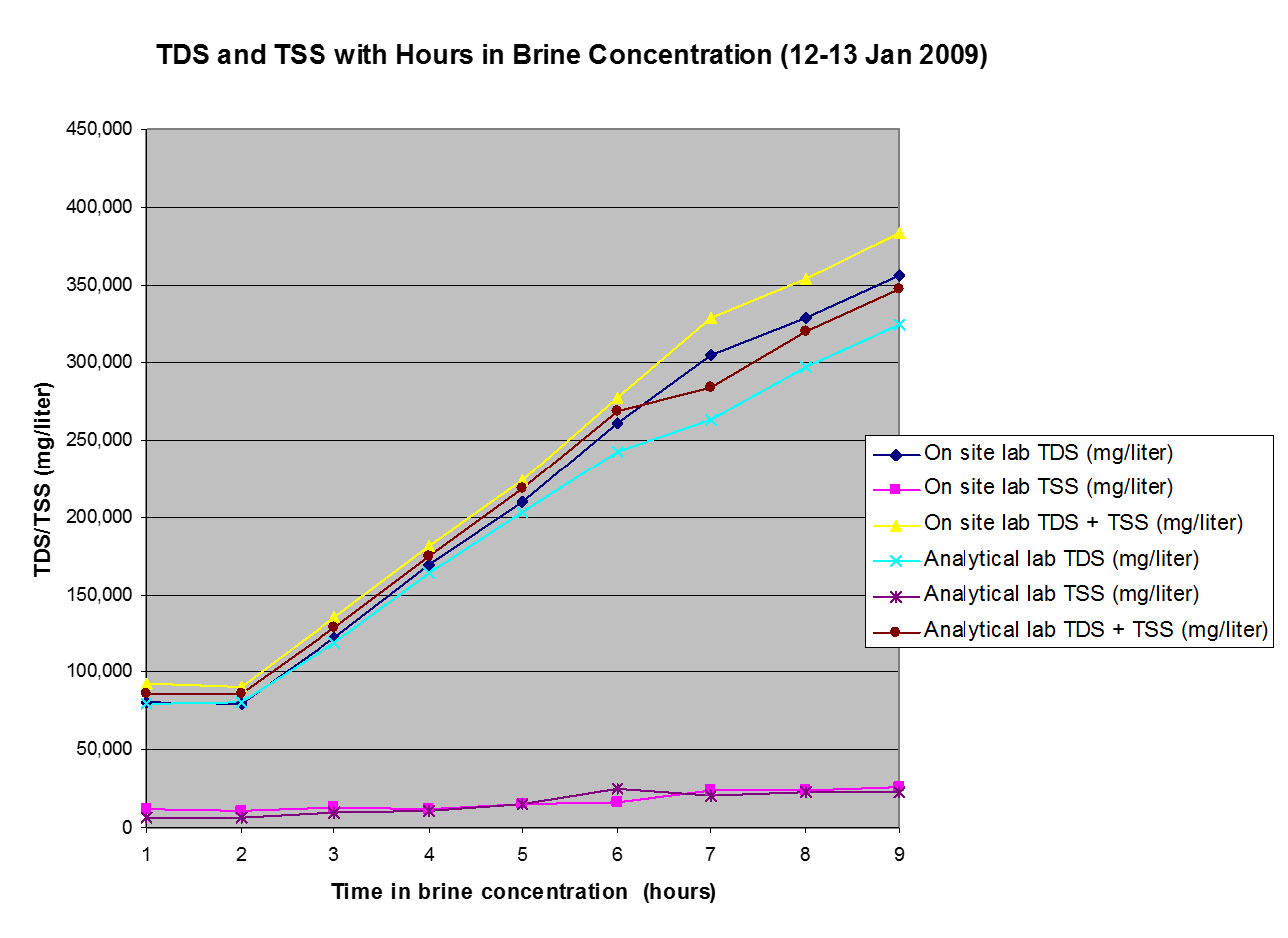 TDS and TSS with Hours in Brine Concentration (12-13 Jan 2009)
450,000
400,000
350,000
300,000
250,000
200,000
150,000
100,000
50,000
0
TDS/TSS (mg/liter)
1 2 3 4 5 6 7 8 9
Time in brine concentration (hours)
On site lab TDS (mg/liter)
On site lab TSS (mg/liter)
On site lab TDS + TSS (mg/liter)
Analytical lab TDS (mg/liter)
Analytical lab TSS (mg/liter)
Analytical lab TDS + TSS (mg/liter)